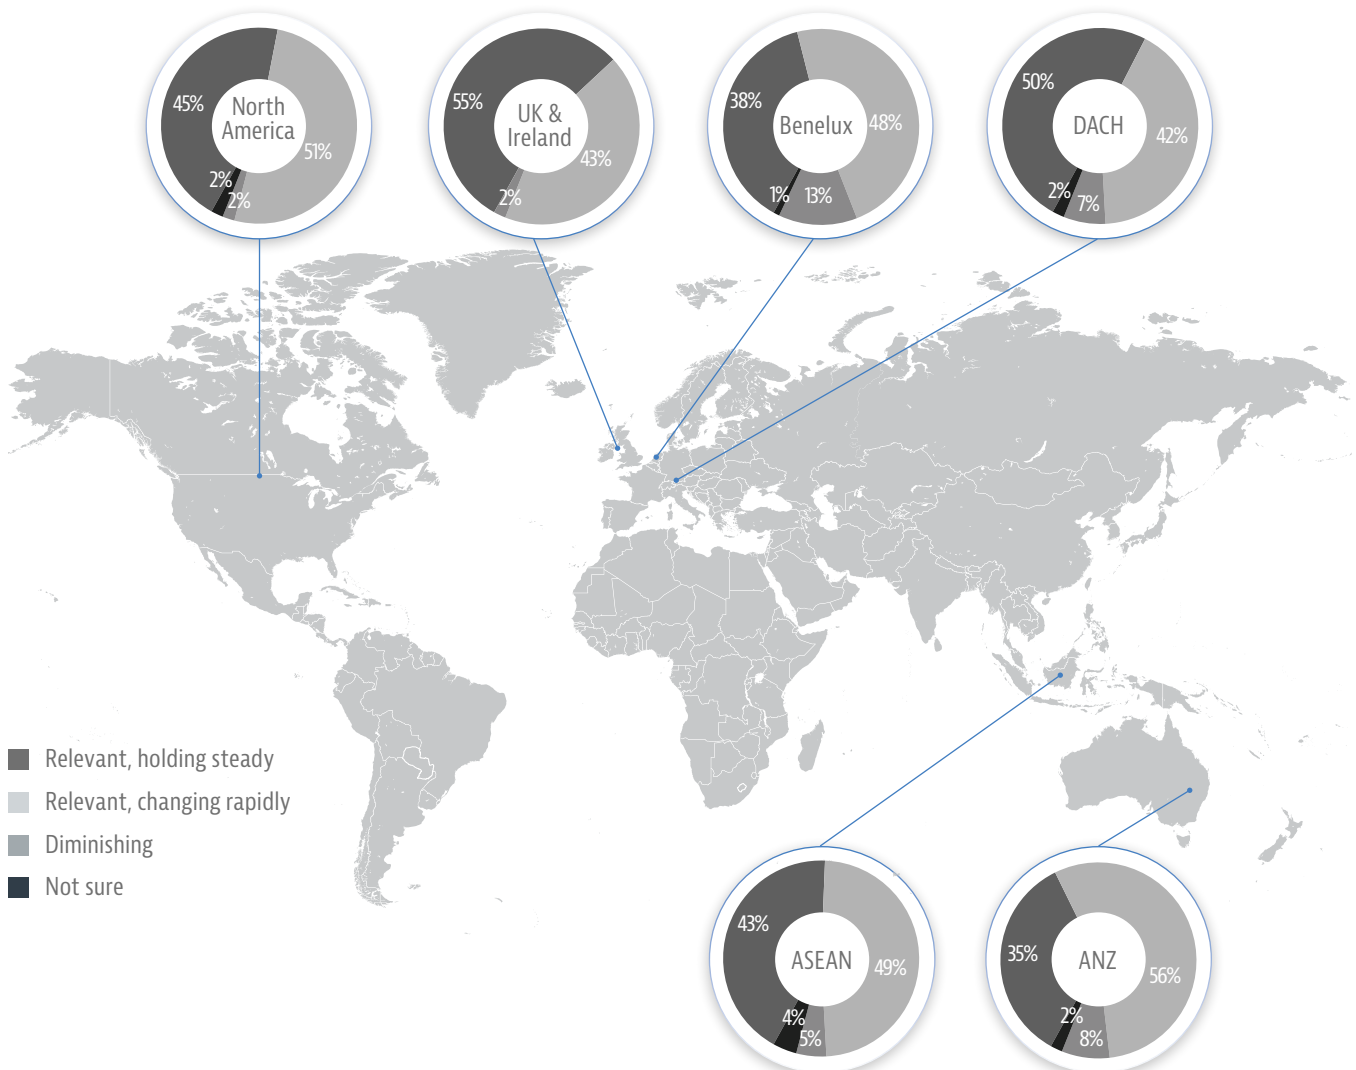 45%
North
America
51%
2%
2%
55%
UK &
Ireland
43%
2%
38%
Benelux
48%
1%
13%
50%
DACH
42%
2%
7%
Relevant, holding steady
Relevant, changing rapidly
Diminishing
Not sure
43%
ASEAN
49%
4%
5%
35%
ANZ
56%
2%
8%